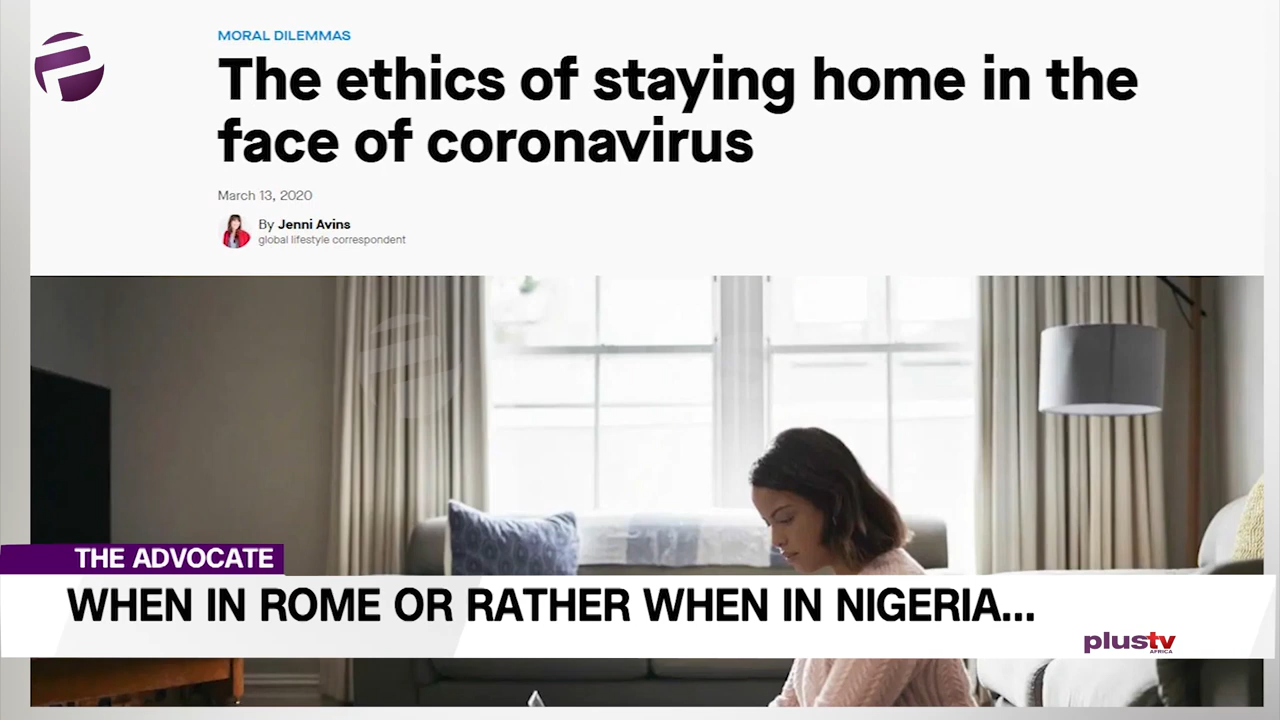 MORAL DILEMMAS
The ethics of staying home in the
face of coronavirus
March 13, 2020
By Jenni Avins
global lifestyle correspondent
THE ADVOCATE
WHEN IN ROME OR RATHER WHEN IN NIGERIA...
plustv
AFRICA